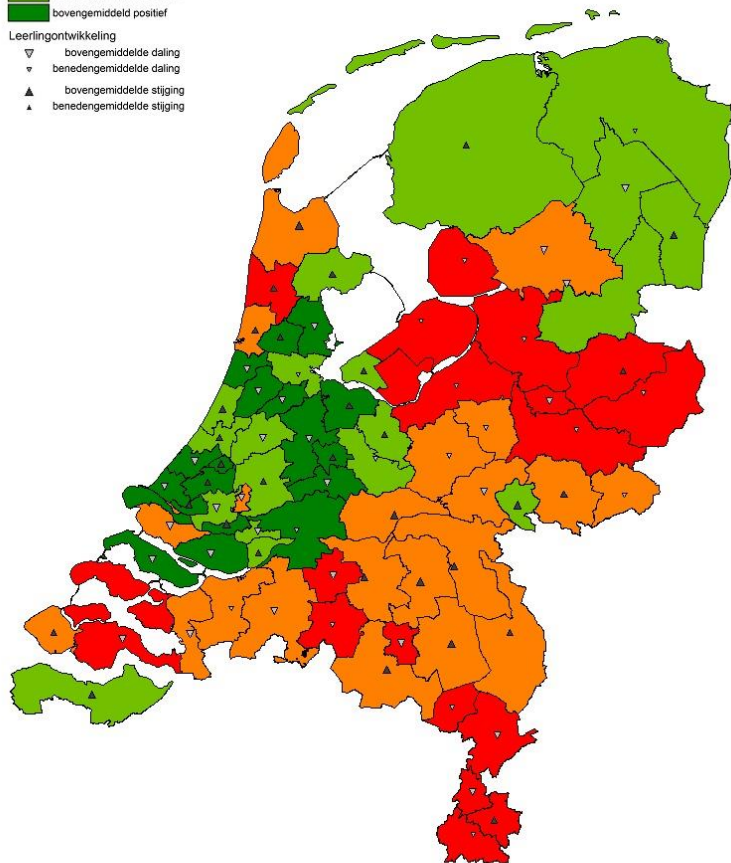 bovengemiddeld positief
Leerlingontwikkeling
bovengemiddelde daling
benedengemiddelde daling
bovengemiddelde stijging
benedengemiddelde stijging